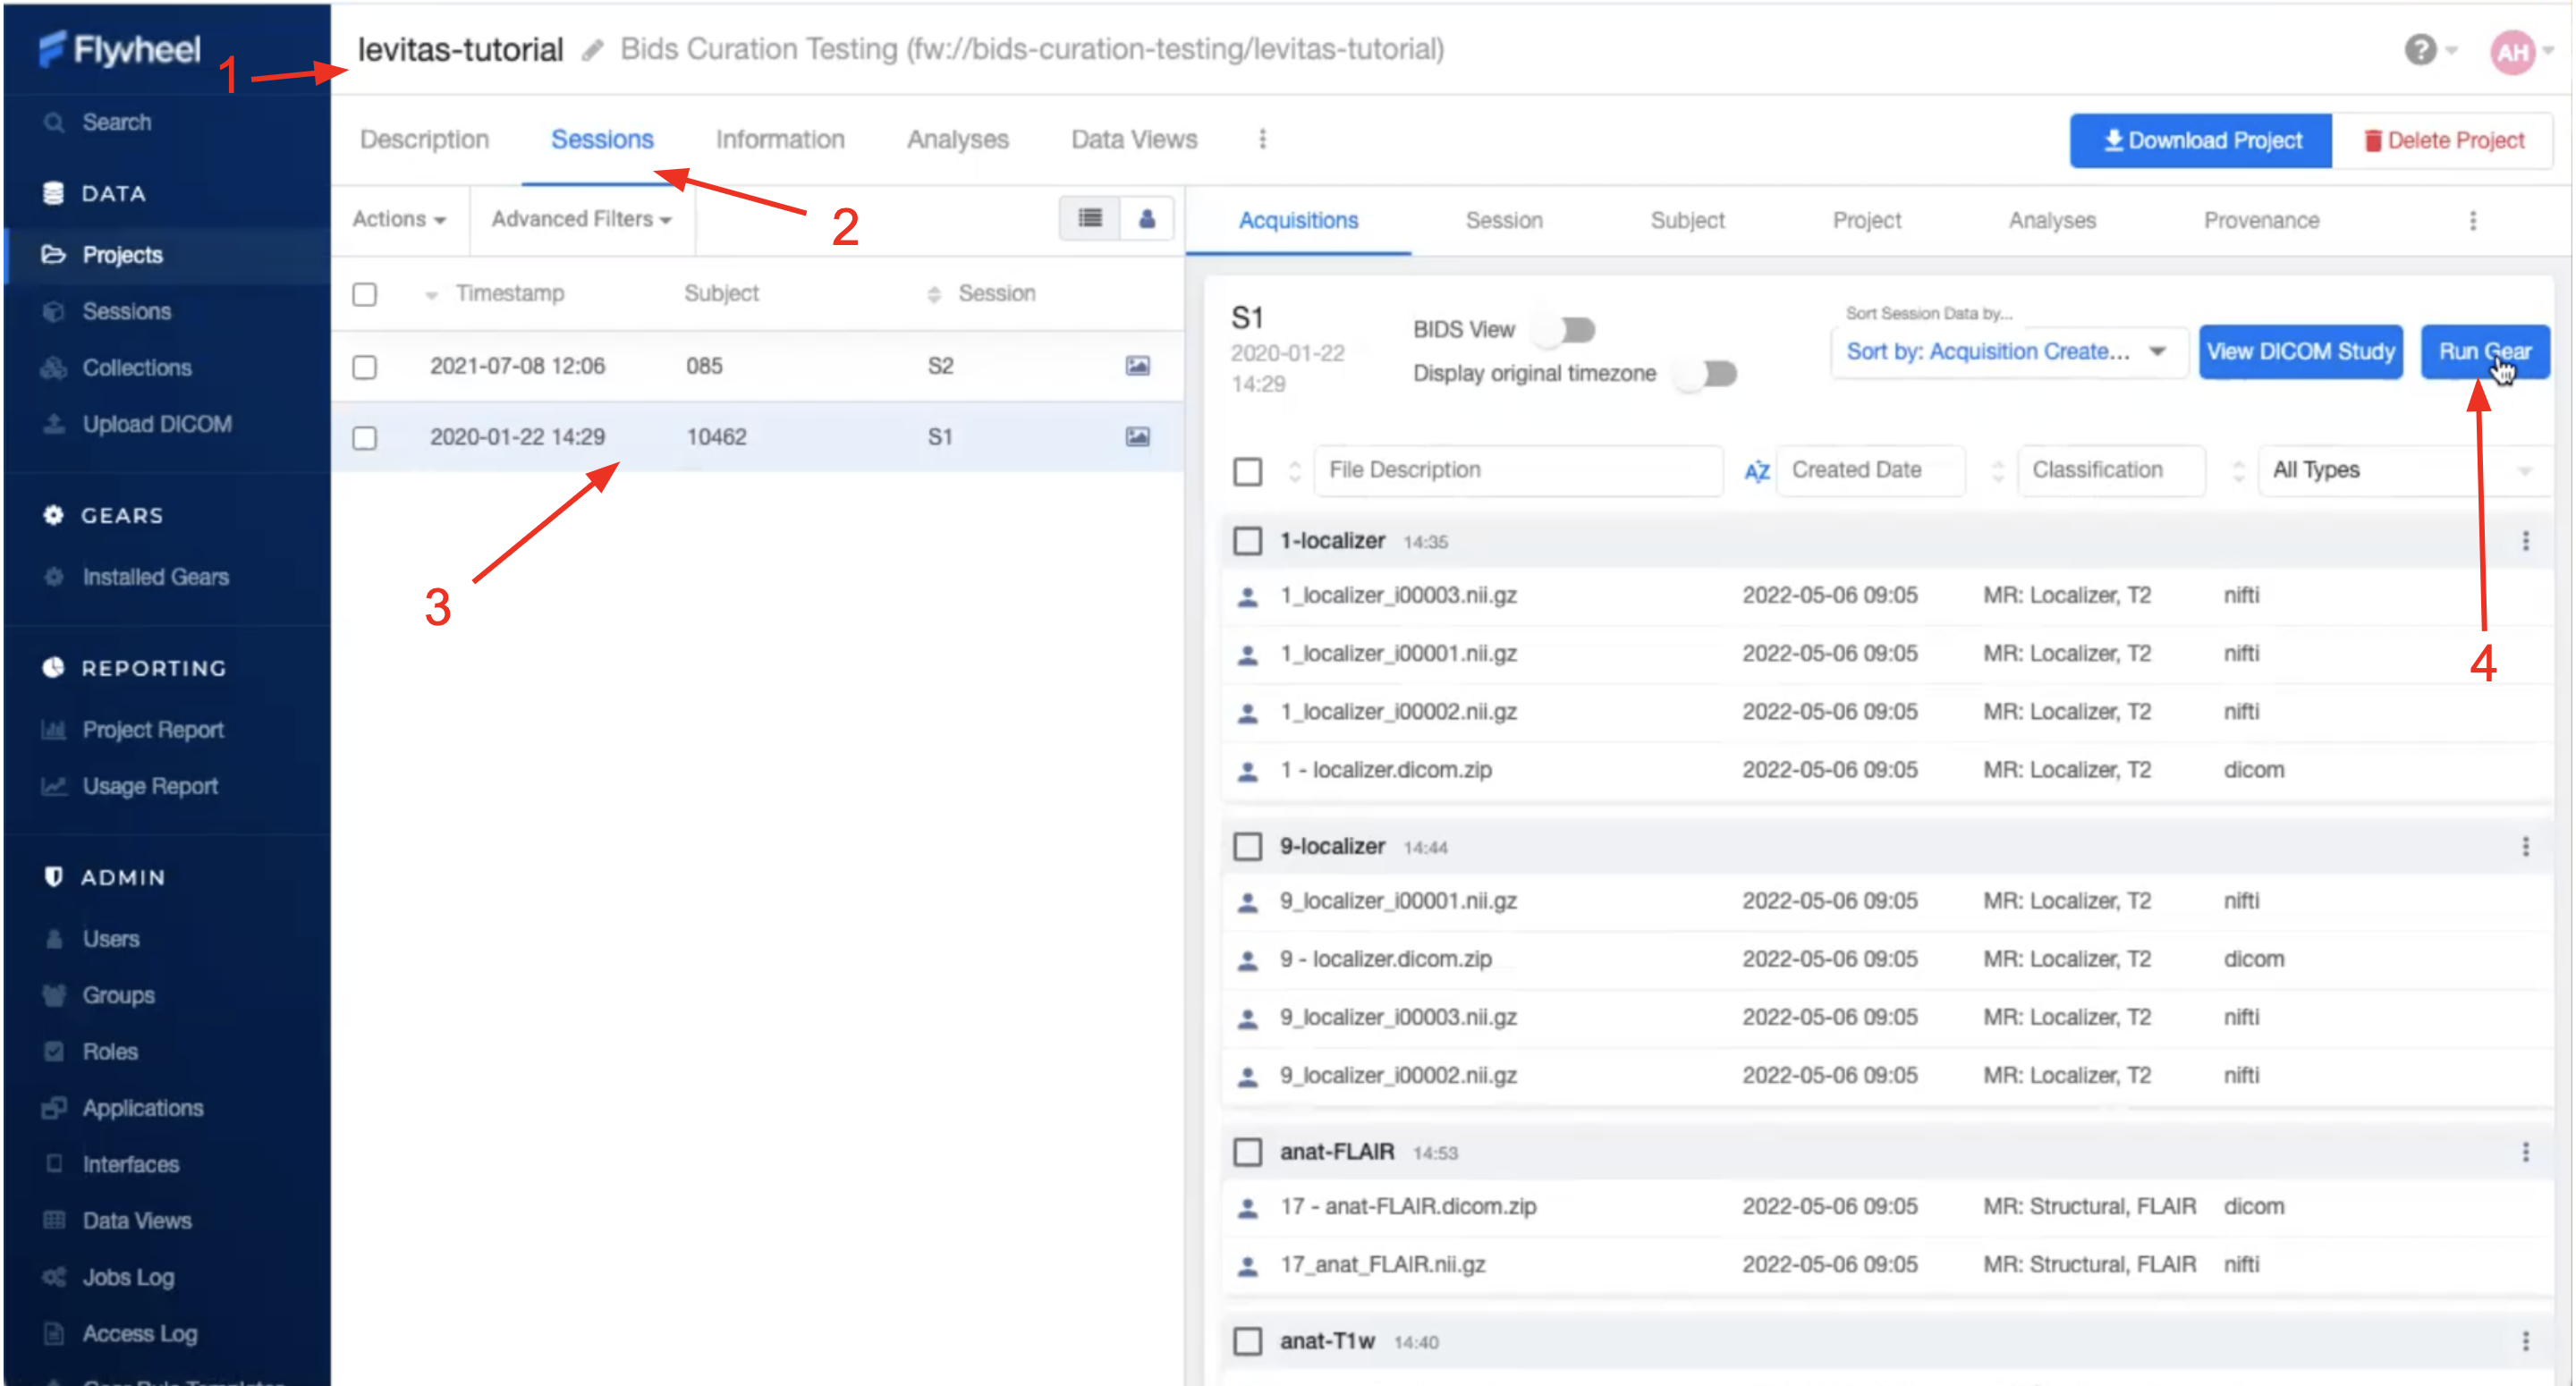 Flywheel
1
levitas-tutorial Bids Curation Testing (fw://bids-curation-testing/levitas-tutorial)
? AH
Search
DATA
Projects
Sessions
Collections
Upload DICOM
GEARS
Installed Gears
REPORTING
Project Report
Usage Report
ADMIN
Users
Groups
Roles
Applications
Interfaces
Data Views
Jobs Log
Access Log
Description Sessions Information Analyses Data Views
Download Project Delete Project
2
Actions Advanced Filters
Timestamp Subject Session
2021-07-08 12:06 085 S2
2020-01-22 14:29 10462 S1
3
Acquisitions Session Subject Project Analyses Provenance
S1
2020-01-22
14:29
BIDS View
Display original timezone
Sort Session Data by...
Sort by: Acquisition Create...
View DICOM Study
Run Gear
4
File Description AZ Created Date Classification All Types
1-localizer 14:35
1_localizer_i00003.nii.gz 2022-05-06 09:05 MR: Localizer, T2 nifti
1_localizer_i00001.nii.gz 2022-05-06 09:05 MR: Localizer, T2 nifti
1_localizer_i00002.nii.gz 2022-05-06 09:05 MR: Localizer, T2 nifti
1 - localizer.dicom.zip 2022-05-06 09:05 MR: Localizer, T2 dicom
9-localizer 14:44
9_localizer_i00001.nii.gz 2022-05-06 09:05 MR: Localizer, T2 nifti
9 - localizer.dicom.zip 2022-05-06 09:05 MR: Localizer, T2 dicom
9_localizer_i00003.nii.gz 2022-05-06 09:05 MR: Localizer, T2 nifti
9_localizer_i00002.nii.gz 2022-05-06 09:05 MR: Localizer, T2 nifti
anat-FLAIR 14:53
17 - anat-FLAIR.dicom.zip 2022-05-06 09:05 MR: Structural, FLAIR dicom
17_anat_FLAIR.nii.gz 2022-05-06 09:05 MR: Structural, FLAIR nifti
anat-T1w 14:40